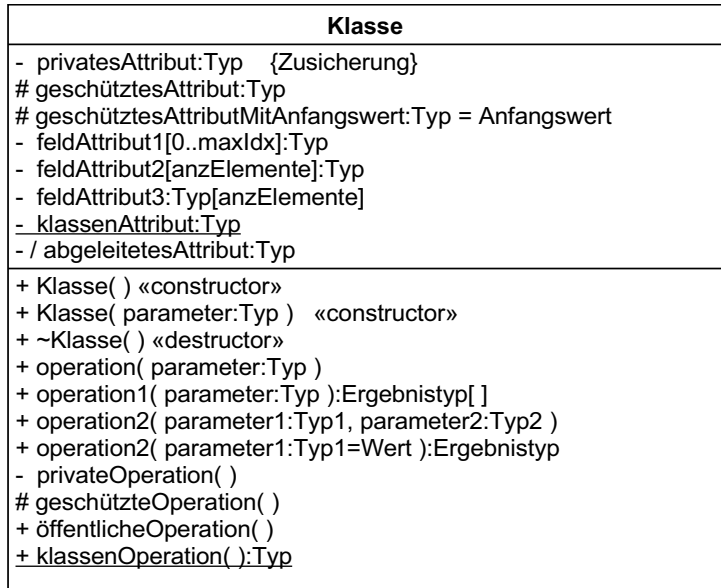 Klasse
- privatesAttribut:Typ {Zusicherung}
# geschütztesAttribut:Typ
# geschütztesAttributMitAnfangswert:Typ = Anfangswert
- feldAttribut1[0..maxIdx]:Typ
- feldAttribut2[anzElemente]:Typ
- feldAttribut3:Typ[anzElemente]
- klassenAttribut:Typ
- / abgeleitetesAttribut:Typ
+ Klasse( ) «constructor»
+ Klasse( parameter:Typ ) «constructor»
+ ~Klasse( ) «destructor»
+ operation( parameter:Typ )
+ operation1( parameter:Typ ):Ergebnistyp[ ]
+ operation2( parameter1:Typ1, parameter2:Typ2 )
+ operation2( parameter1:Typ1=Wert ):Ergebnistyp
- privateOperation( )
# geschützteOperation( )
+ öffentlicheOperation( )
+ klassenOperation( ):Typ